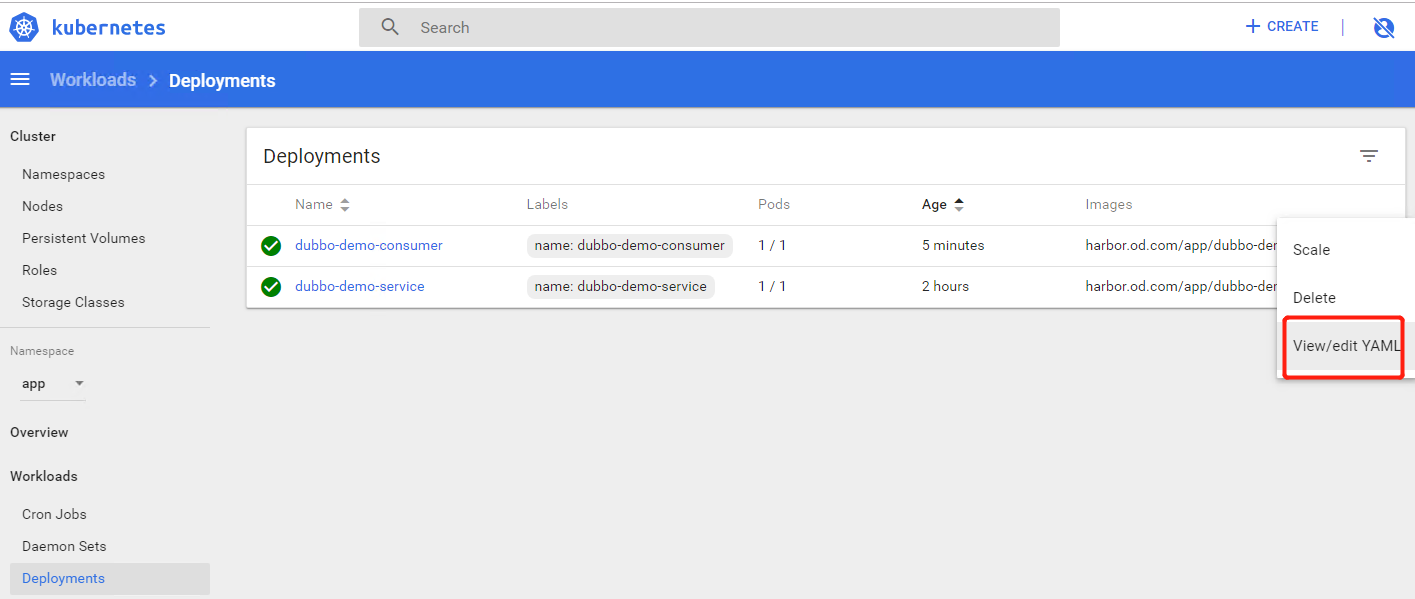 kubernetes
Search
+ CREATE
Workloads > Deployments
Cluster
Namespaces
Nodes
Persistent Volumes
Roles
Storage Classes
Namespace
app
Overview
Workloads
Cron Jobs
Daemon Sets
Deployments
Deployments
Name Labels Pods Age Images
dubbo-demo-consumer name: dubbo-demo-consumer 1 / 1 5 minutes harbor.od.com/app/dubbo-der
dubbo-demo-service name: dubbo-demo-service 1 / 1 2 hours harbor.od.com/app/dubbo-der
Scale
Delete
View/edit YAML